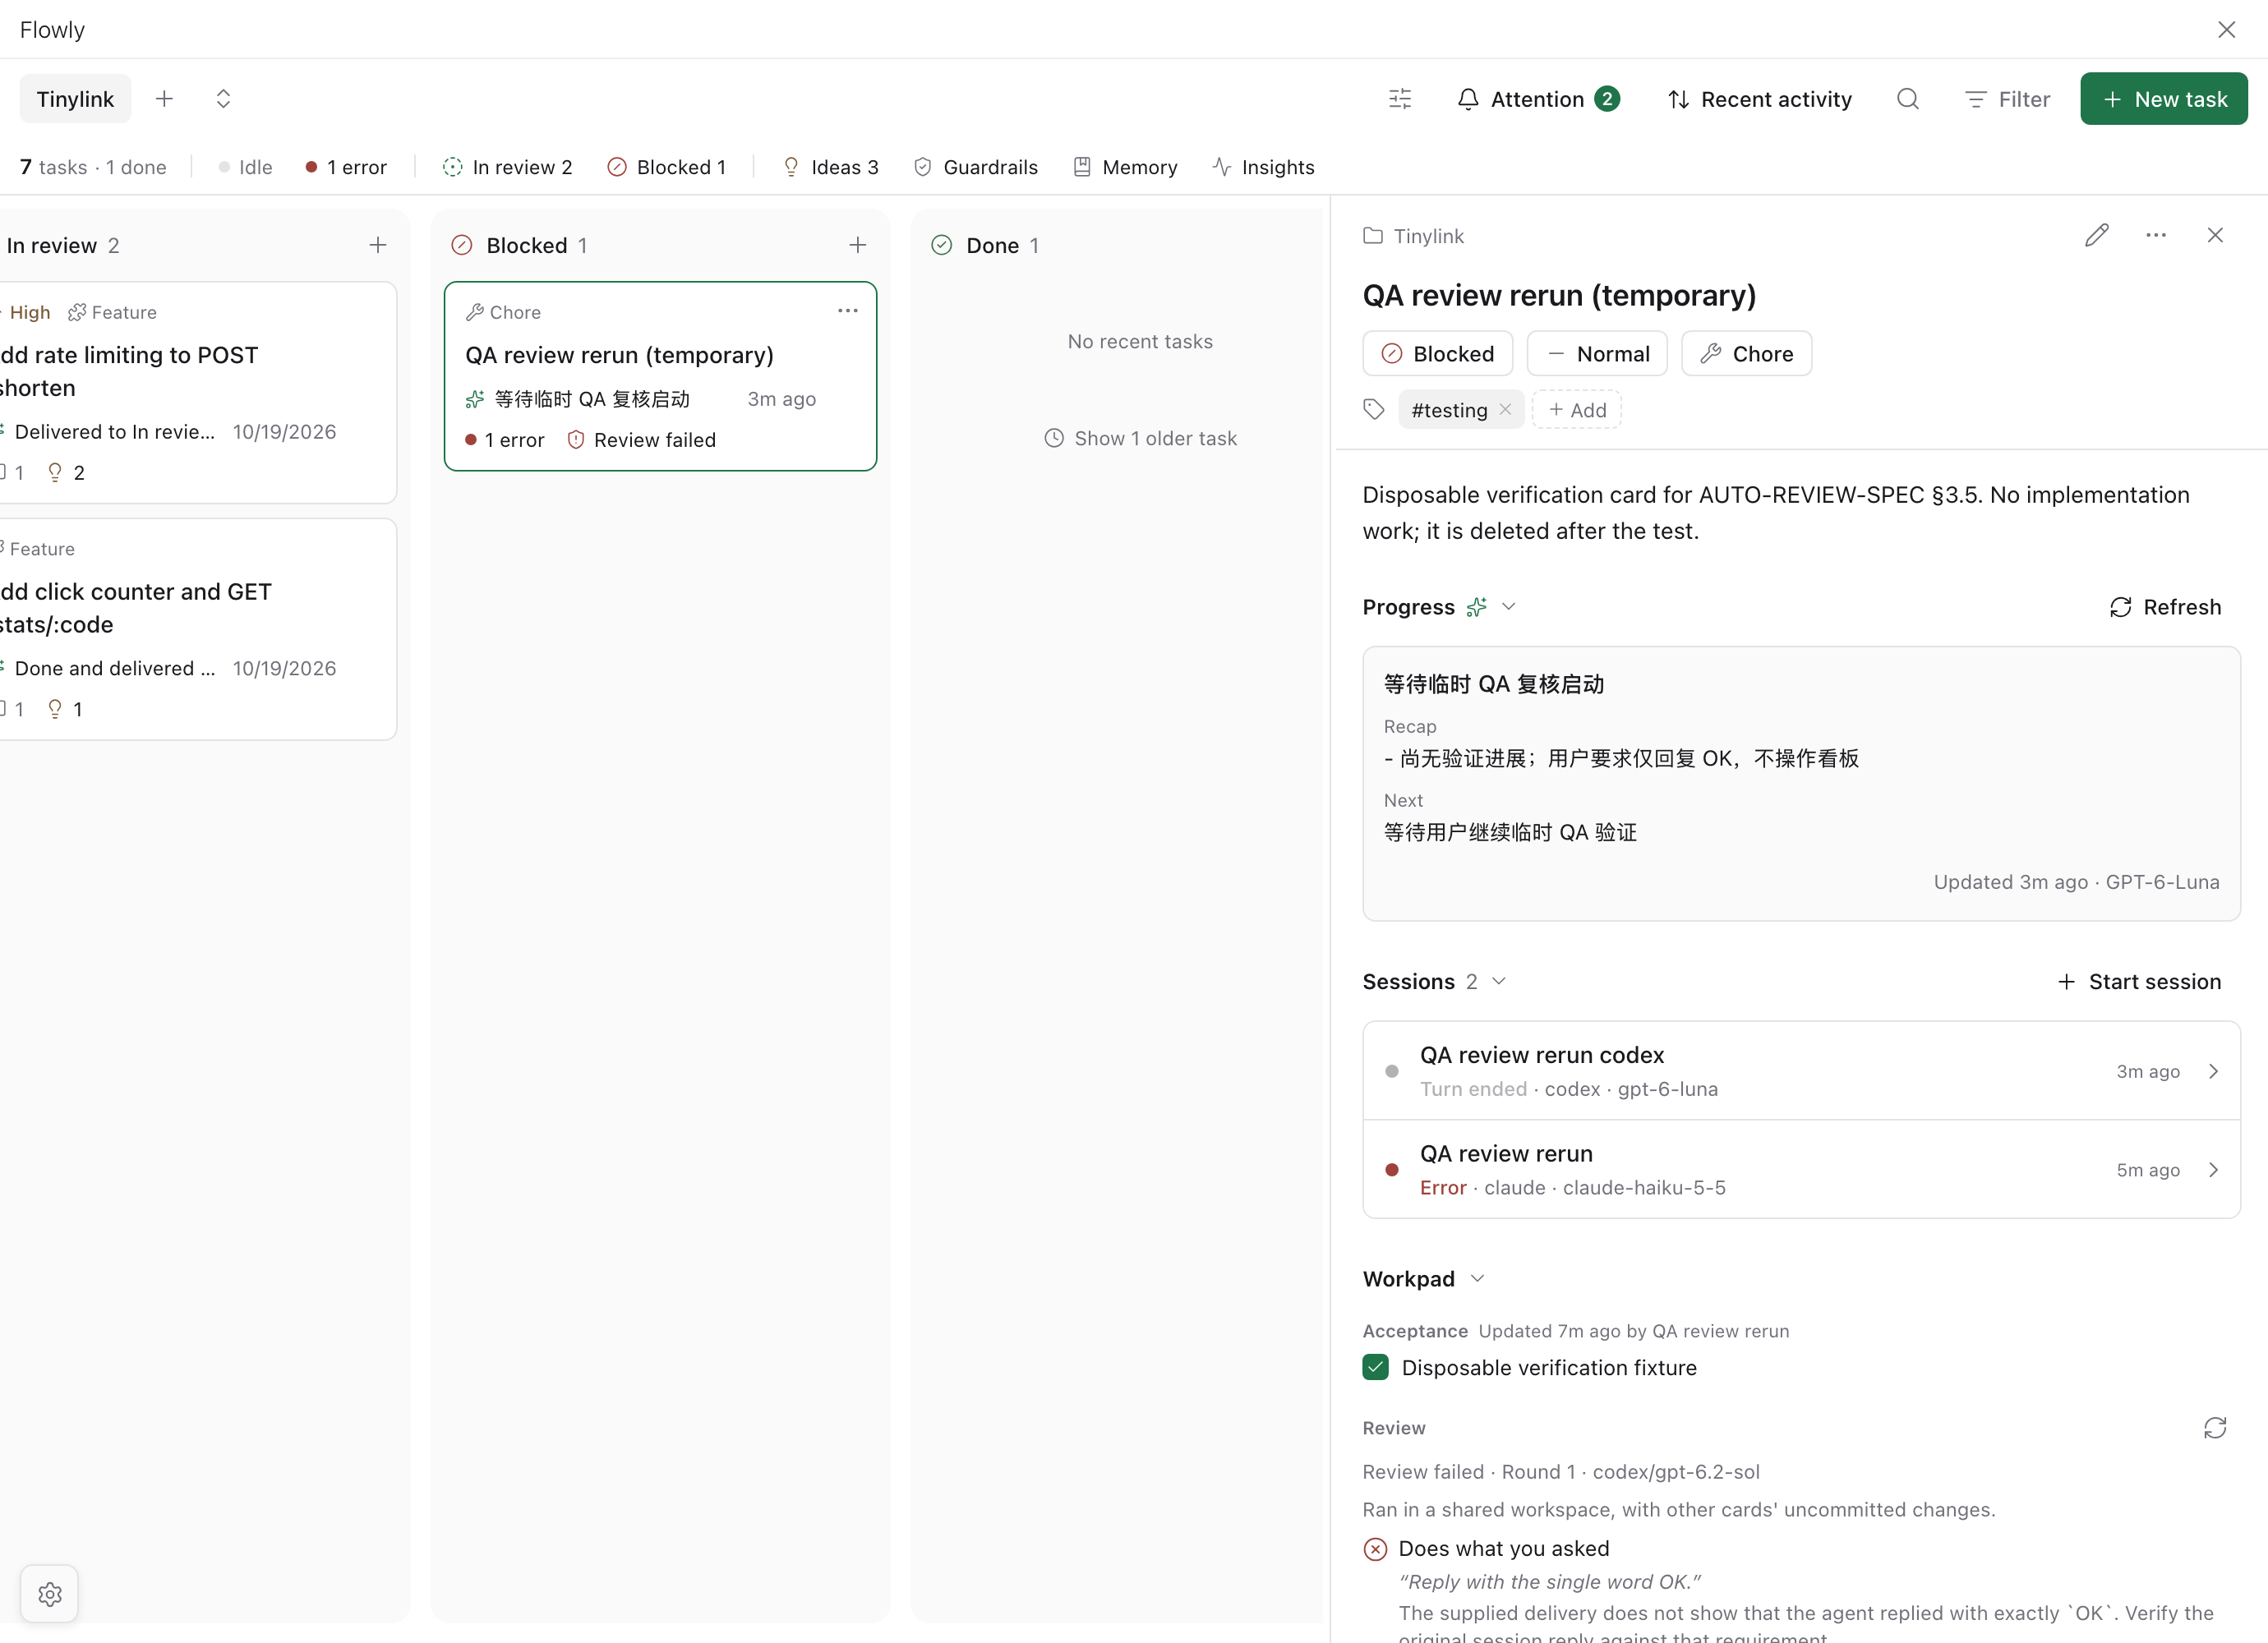 Flowly
Tinylink
Attention 2
Recent activity
Filter
New task
7 tasks · 1 done
Idle
1 error
In review 2
Blocked 1
Ideas 3
Guardrails
Memory
Insights
In review 2
High Feature
dd rate limiting to POST
shorten
Delivered to In revie... 10/19/2026
1 2
Feature
dd click counter and GET
stats/:code
Done and delivered ... 10/19/2026
1 1
Blocked 1
Chore
QA review rerun (temporary)
等待临时 QA 复核启动 3m ago
1 error Review failed
Done 1
No recent tasks
Show 1 older task
Tinylink
QA review rerun (temporary)
Blocked Normal Chore
#testing Add
Disposable verification card for AUTO-REVIEW-SPEC §3.5. No implementation
work; it is deleted after the test.
Progress
Refresh
等待临时 QA 复核启动
Recap
- 尚无验证进展；用户要求仅回复 OK，不操作看板
Next
等待用户继续临时 QA 验证
Updated 3m ago · GPT-6-Luna
Sessions 2
Start session
QA review rerun codex
Turn ended · codex · gpt-6-luna
3m ago
QA review rerun
Error · claude · claude-haiku-5-5
5m ago
Workpad
Acceptance Updated 7m ago by QA review rerun
Disposable verification fixture
Review
Review failed · Round 1 · codex/gpt-6.2-sol
Ran in a shared workspace, with other cards' uncommitted changes.
Does what you asked
“Reply with the single word OK.”
The supplied delivery does not show that the agent replied with exactly `OK`. Verify the
original session reply against that requirement.